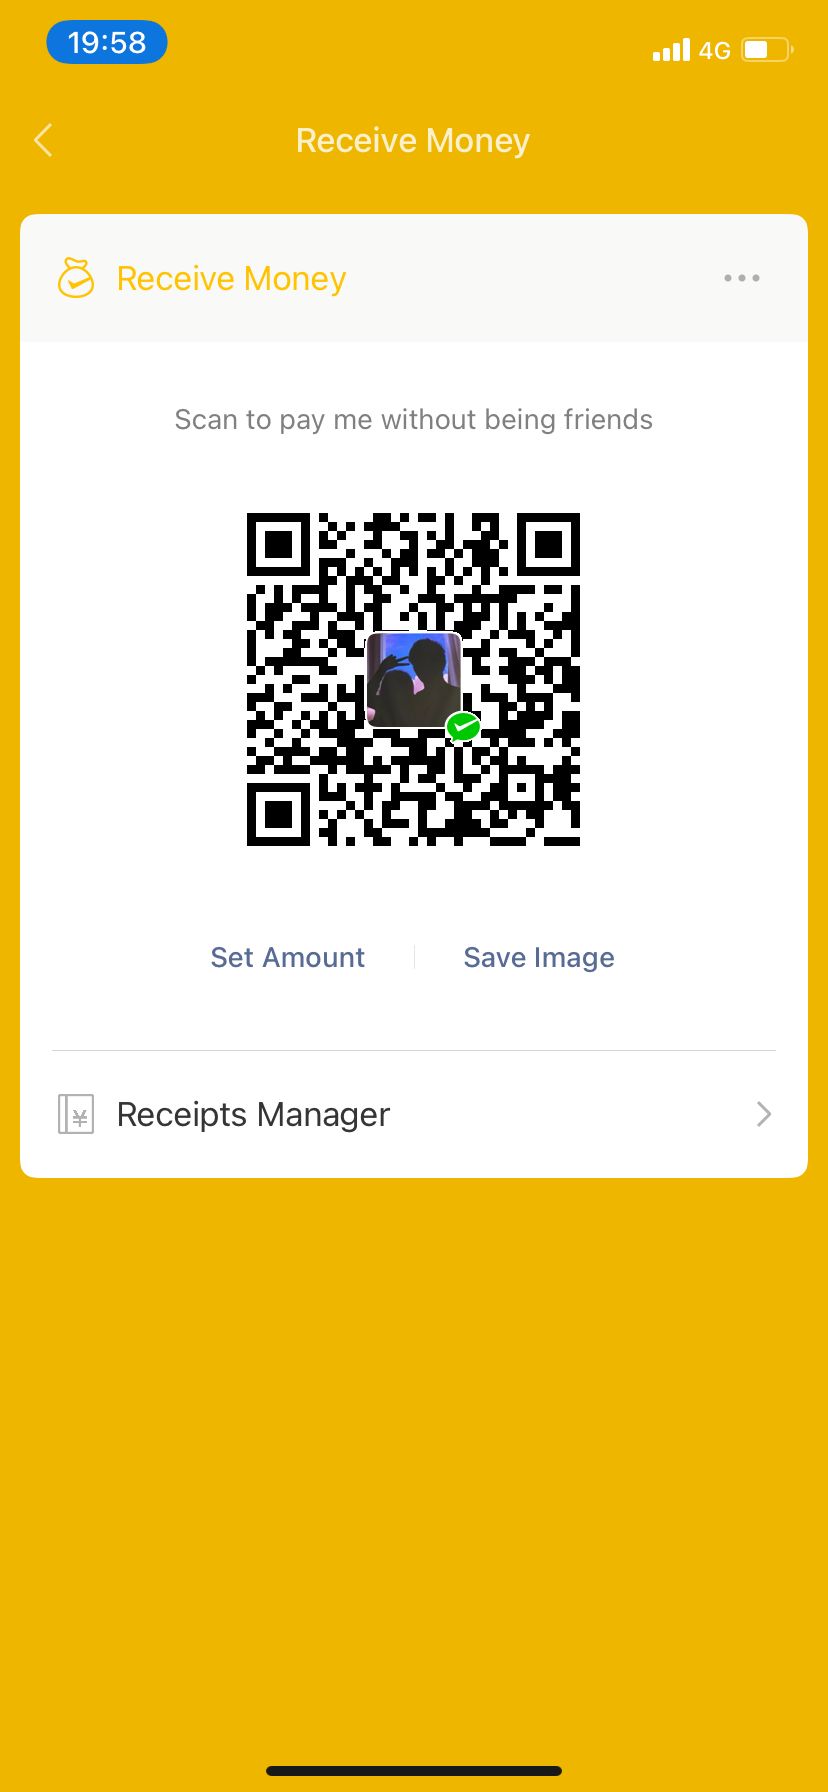 19:58
4G
Receive Money
Receive Money
Scan to pay me without being friends
Set Amount
Save Image
¥
Receipts Manager